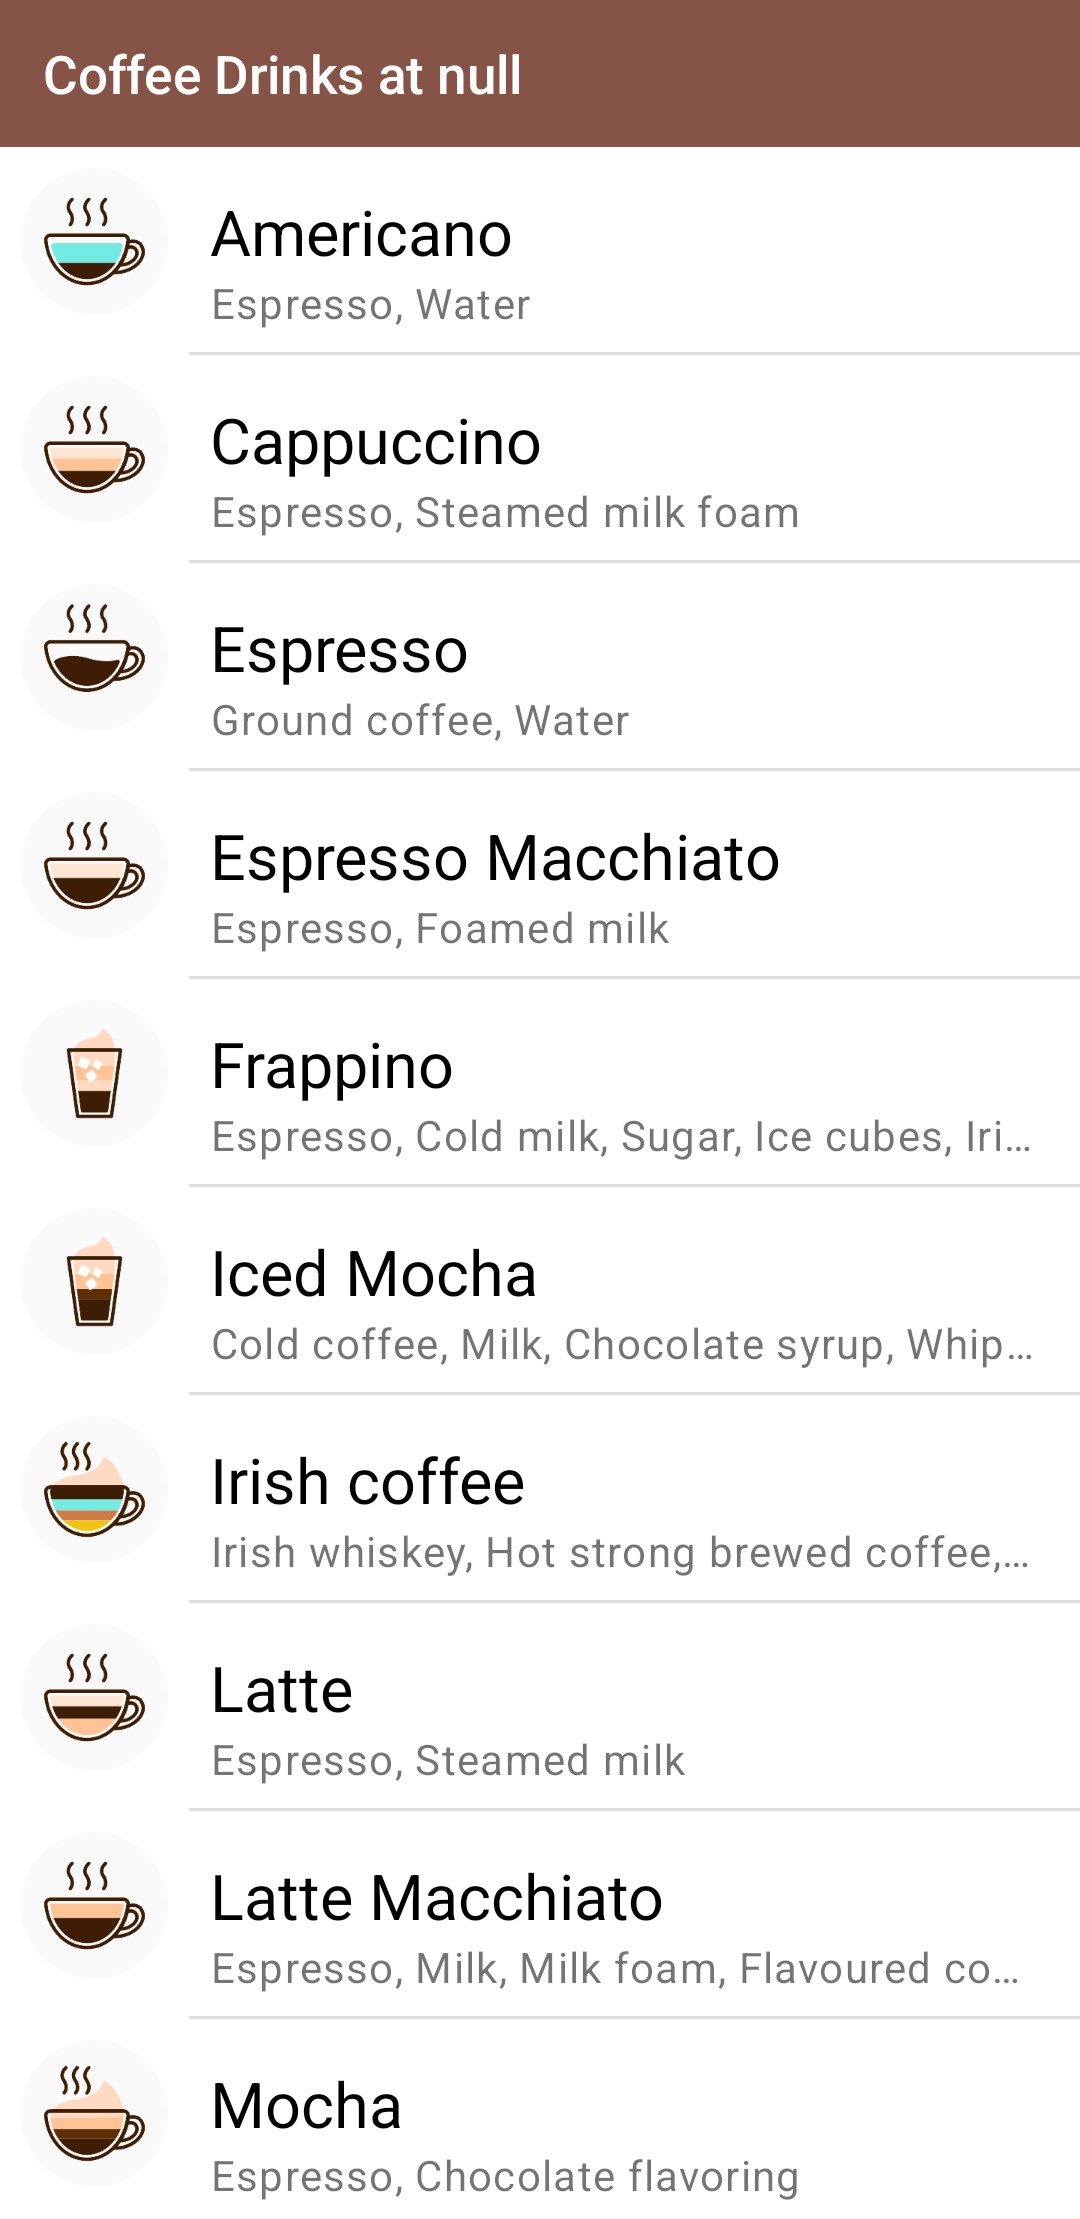 Coffee Drinks at null
Americano
Espresso, Water
Cappuccino
Espresso, Steamed milk foam
Espresso
Ground coffee, Water
Espresso Macchiato
Espresso, Foamed milk
Frappino
Espresso, Cold milk, Sugar, Ice cubes, Iri…
Iced Mocha
Cold coffee, Milk, Chocolate syrup, Whip…
Irish coffee
Irish whiskey, Hot strong brewed coffee,…
Latte
Espresso, Steamed milk
Latte Macchiato
Espresso, Milk, Milk foam, Flavoured co…
Mocha
Espresso, Chocolate flavoring